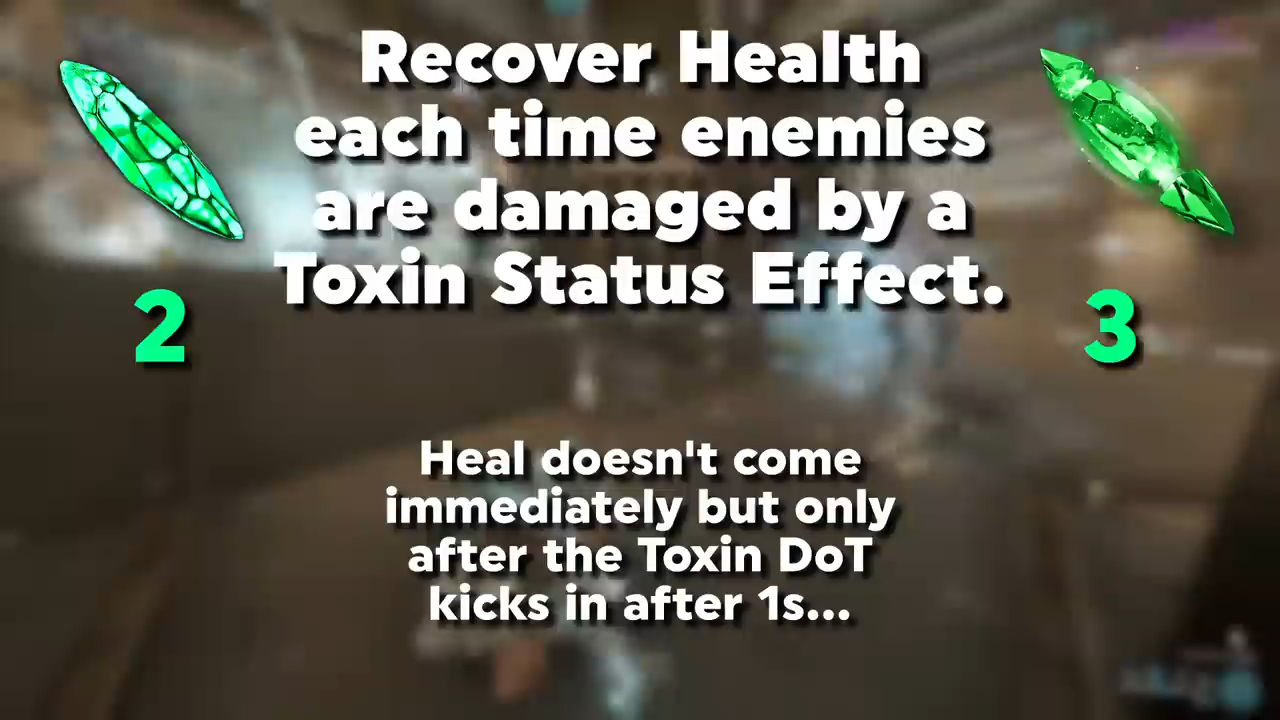 Recover Health
each time enemies
are damaged by a
Toxin Status Effect.
2
3
Heal doesn't come
immediately but only
after the Toxin DoT
kicks in after 1s...